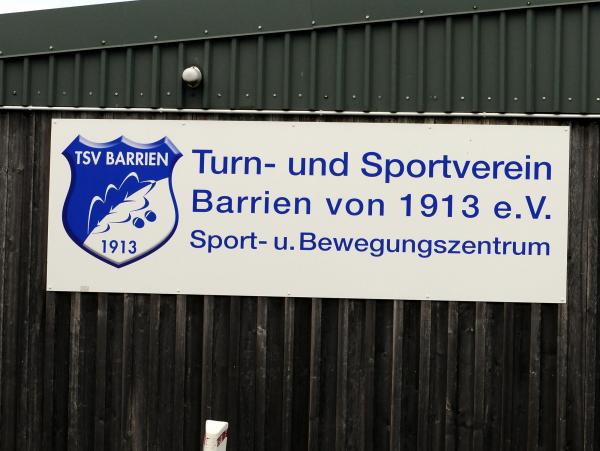 TSV BARRIEN
1913
Turn- und Sportverein
Barrien von 1913 e.V.
Sport- u. Bewegungszentrum